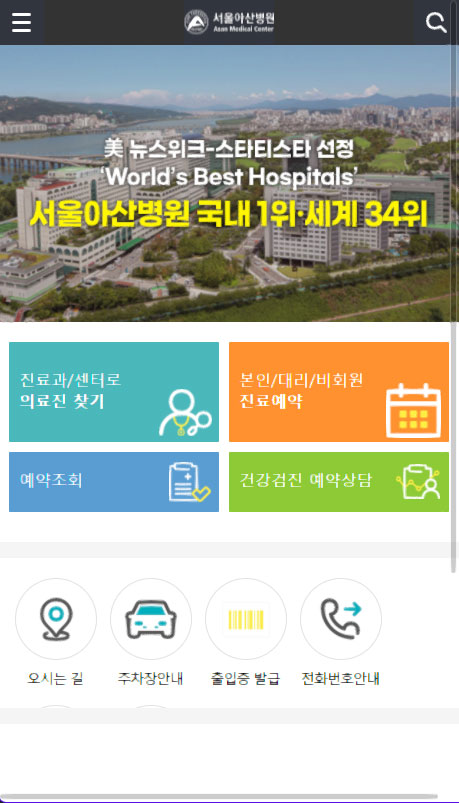 서울아산병원
Asan Medical Center
美 뉴스위크-스타티스타 선정
‘World’s Best Hospitals’
서울아산병원 국내 1위·세계 34위
진료과/센터로
의료진 찾기
본인/대리/비회원
진료예약
예약조회
건강검진 예약상담
오시는 길
주차장안내
출입증 발급
전화번호안내